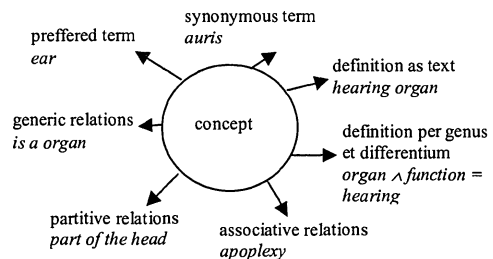 synonymous term
auris
preffered term
ear
definition as text
hearing organ
generic relations
is a organ
concept
definition per genus
et differentium
organ ∧ function =
hearing
partitive relations
part of the head
associative relations
apoplexy